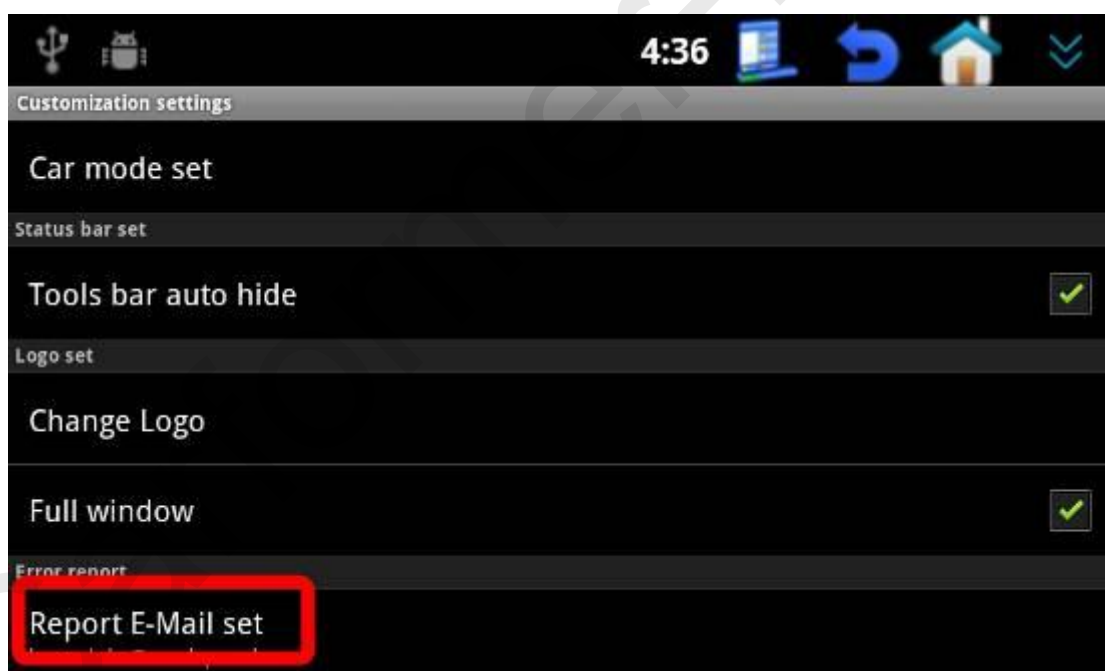 4:36
Customization settings
Car mode set
Status bar set
Tools bar auto hide
Logo set
Change Logo
Full window
Error report
Report E-Mail set